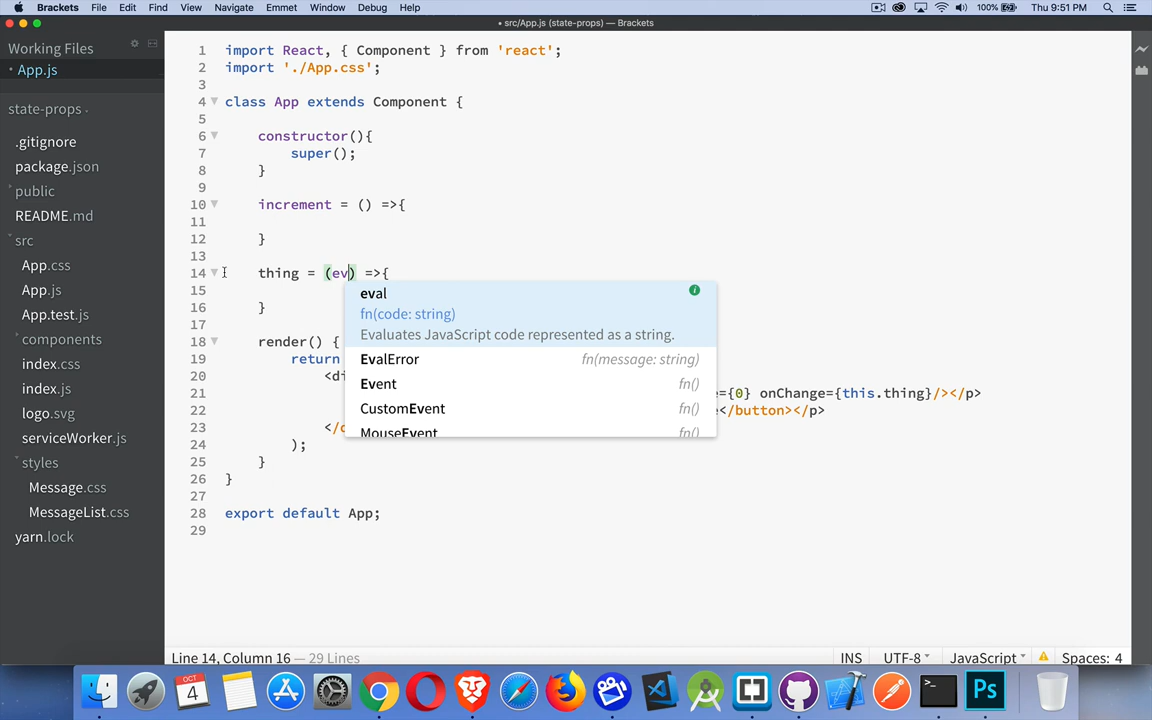 Brackets File Edit Find View Navigate Emmet Window Debug Help 100% Thu 9:51 PM
• src/App.js (state-props) — Brackets
Working Files
• App.js
state-props
.gitignore
package.json
public
README.md
src
App.css
App.js
App.test.js
components
index.css
index.js
logo.svg
serviceWorker.js
styles
Message.css
MessageList.css
yarn.lock
1 import React, { Component } from 'react';
2 import './App.css';
3
4 class App extends Component {
5
6 constructor(){
7 super();
8 }
9
10 increment = () =>{
11
12 }
13
14 thing = (ev) =>{
15
16 }
17
18 render() {
19 return
20 <di
21 ={0} onChange={this.thing}/></p>
22 </button></p>
23 </
24 );
25 }
26 }
27
28 export default App;
29
eval
fn(code: string)
Evaluates JavaScript code represented as a string.
EvalError fn(message: string)
Event fn()
CustomEvent fn()
MouseEvent fn()
Line 14, Column 16 — 29 Lines
INS UTF-8 JavaScript Spaces: 4
OCT
4
>_
Ps